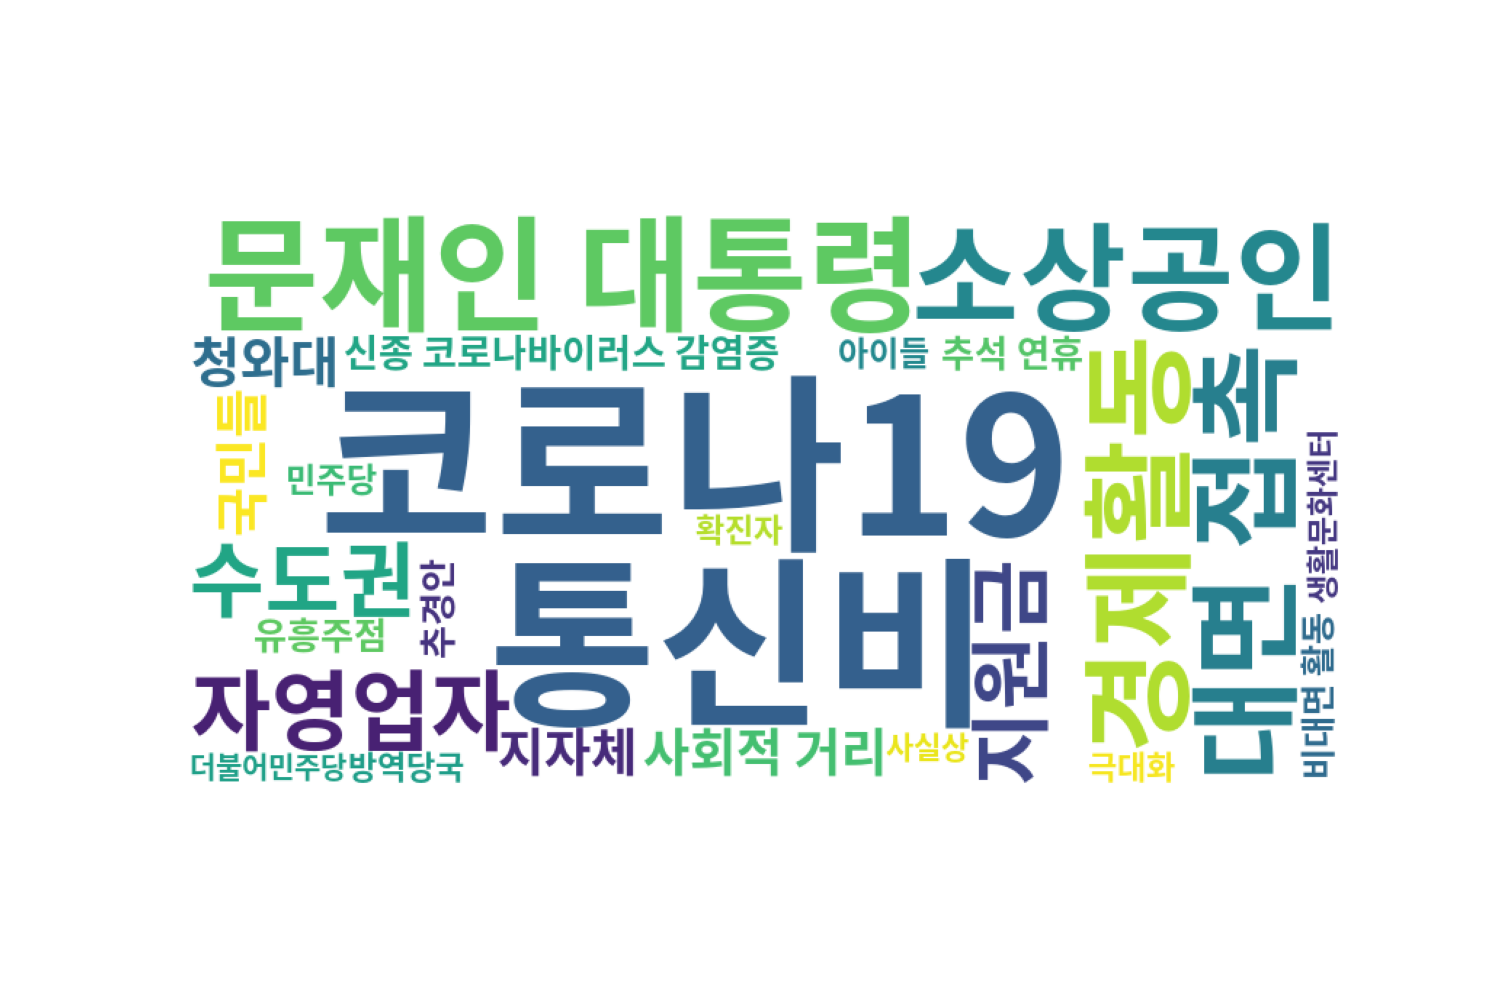 문재인 대통령
소상공인
청와대
신종 코로나바이러스 감염증
아이들
추석 연휴
국민들
민주당
코로나19
확진자
경제활동
대면 접촉
생활문화센터
수도권
유흥주점
추경안
통신비
지원금
비대면 활동
자영업자
지자체
사회적 거리
사실상
극대화
더불어민주당
방역당국